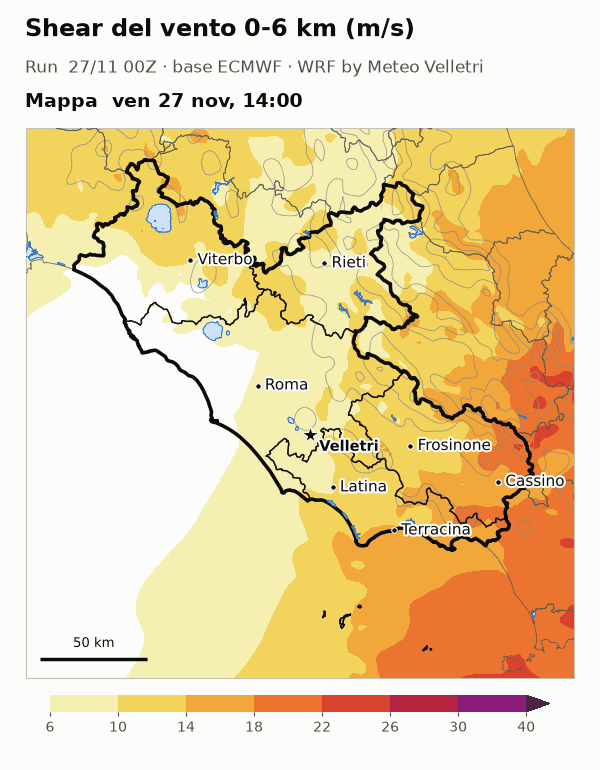 Shear del vento 0-6 km (m/s)
Run  27/11 00Z · base ECMWF · WRF by Meteo Velletri
Mappa  ven 27 nov, 14:00
Viterbo
Rieti
Roma
Velletri
Frosinone
Cassino
Latina
Terracina
50 km
6 10 14 18 22 26 30 40